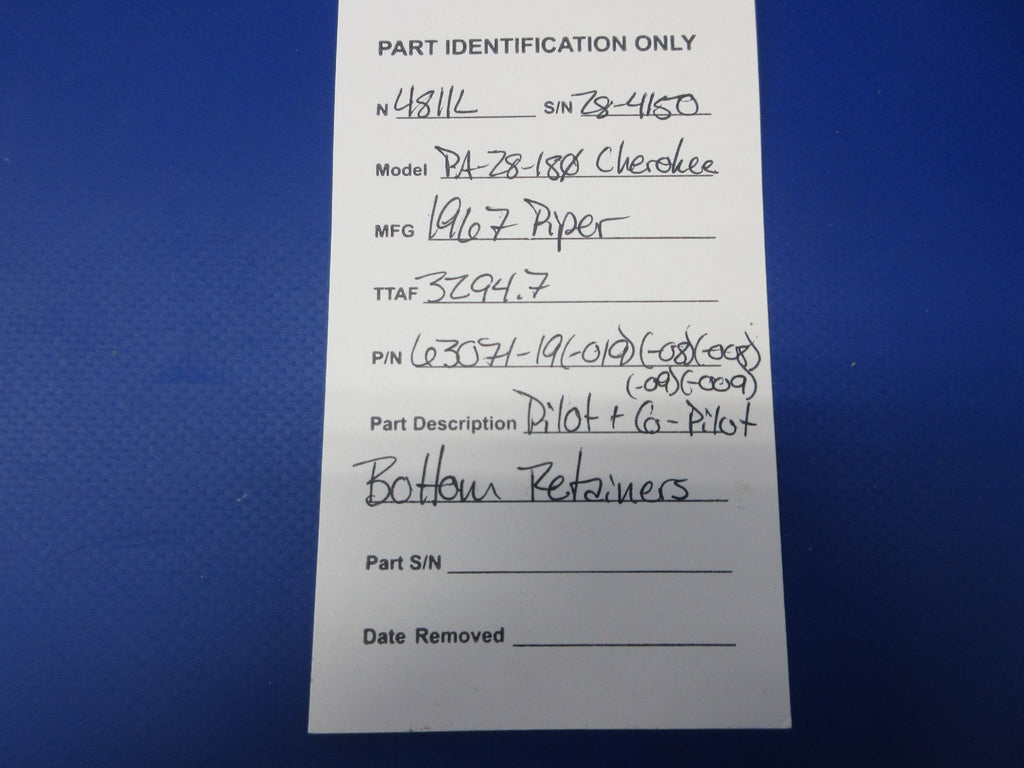 PART IDENTIFICATION ONLY
N 4811L S/N 28-4150
Model PA-28-180 Cherokee
MFG 1967 Piper
TTAF 3294.7
P/N 63071-19(-019)(-08)(-008)
(-09)(-009)
Part Description Pilot + Co-Pilot
Bottom Retainers
Part S/N
Date Removed